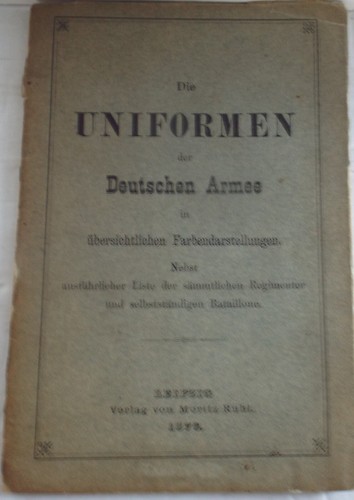 Die
UNIFORMEN
der
Deutschen Armee
in
übersichtlichen Farbendarstellungen.
Nebst
ausführlicher Liste der sämmtlichen Regimenter
und selbstständigen Bataillone.
LEIPZIG
Verlag von Moritz Ruhl.